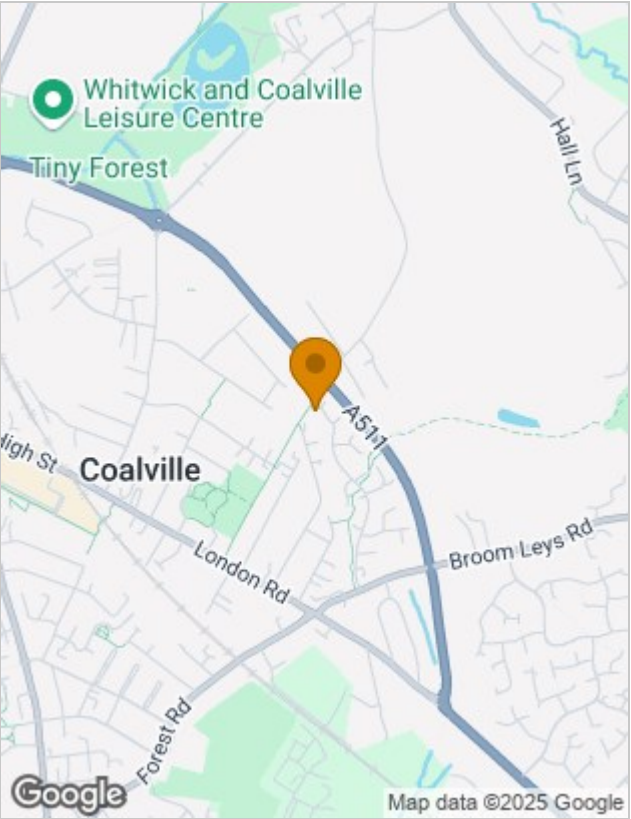 Whitwick and Coalville
Leisure Centre
Tiny Forest
Hall Ln
A511
High St
Coalville
London Rd
Broom Leys Rd
Forest Rd
Google
Map data ©2025 Google